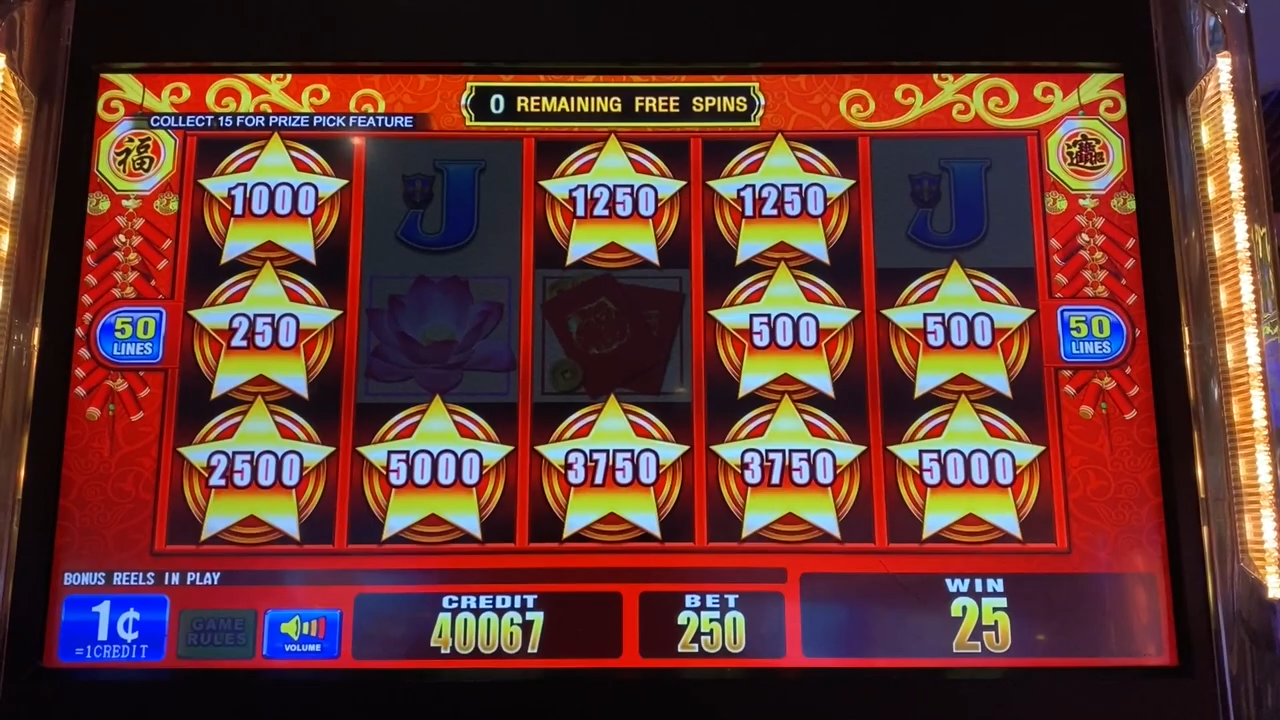 0 REMAINING FREE SPINS
COLLECT 15 FOR PRIZE PICK FEATURE
福
1000
J
1250
1250
J
50
LINES
250
500
500
50
LINES
2500
5000
3750
3750
5000
BONUS REELS IN PLAY
1¢
=1CREDIT
GAME
RULES
VOLUME
CREDIT
40067
BET
250
WIN
25